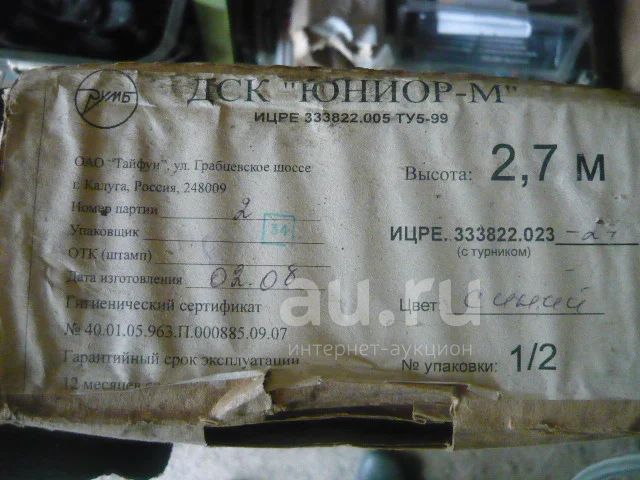 РУМБ
ДСК "ЮНИОР-М"
ИЦРЕ 333822.005 ТУ5-99
ОАО "Тайфун", ул. Грабцевское шоссе
г. Калуга, Россия, 248009
Номер партии 2
Упаковщик 34
ОТК (штамп)
Дата изготовления 02.08
Гигиенический сертификат
№ 40.01.05.963.П.000885.09.07
Гарантийный срок эксплуатации
12 месяцев
Высота: 2,7 м
ИЦРЕ. 333822.023
(с турником)
Цвет: синий
№ упаковки: 1/2
au.ru
интернет-аукцион